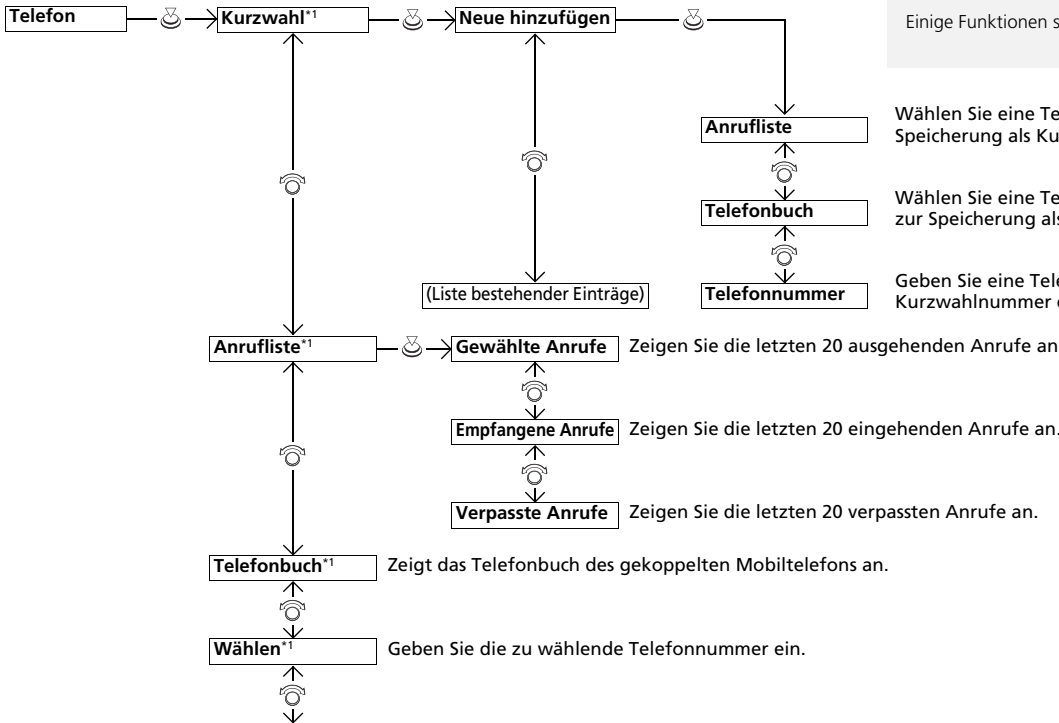 Telefon
Kurzwahl*1
Neue hinzufügen
Einige Funktionen s
Anrufliste
Wählen Sie eine Te
Speicherung als Ku
Telefonbuch
Wählen Sie eine Te
zur Speicherung als
(Liste bestehender Einträge)
Telefonnummer
Geben Sie eine Tele
Kurzwahlnummer e
Anrufliste*1
Gewählte Anrufe
Zeigen Sie die letzten 20 ausgehenden Anrufe an
Empfangene Anrufe
Zeigen Sie die letzten 20 eingehenden Anrufe an.
Verpasste Anrufe
Zeigen Sie die letzten 20 verpassten Anrufe an.
Telefonbuch*1
Zeigt das Telefonbuch des gekoppelten Mobiltelefons an.
Wählen*1
Geben Sie die zu wählende Telefonnummer ein.